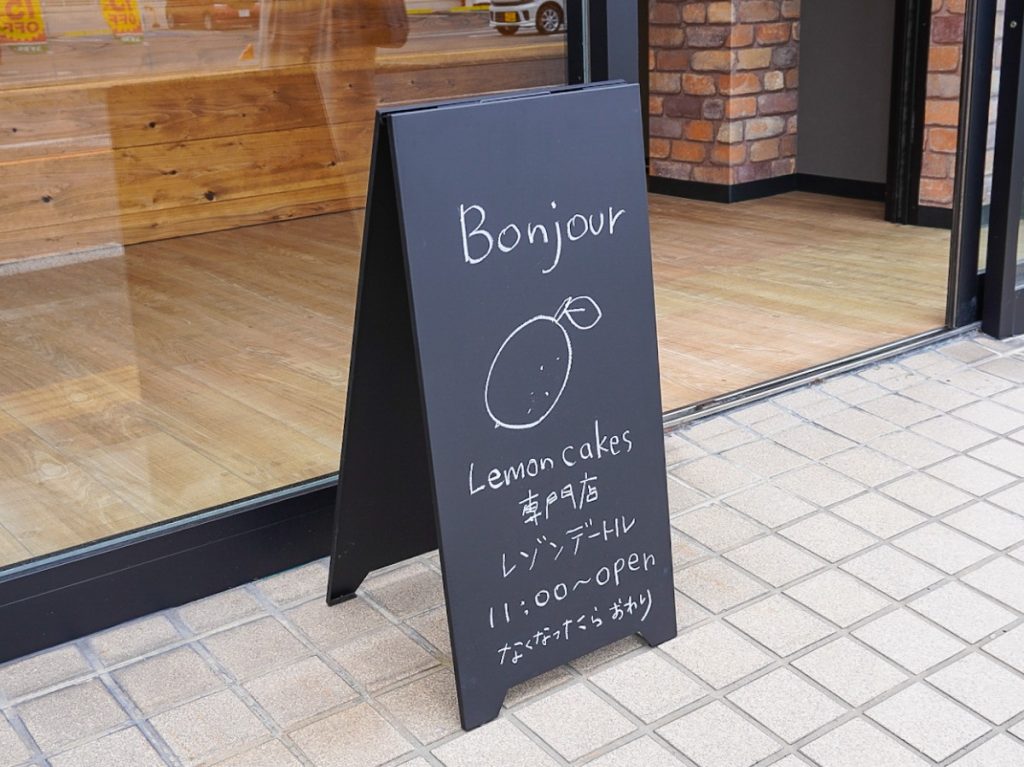 Bonjour
Lemon cakes
専門店
レゾンデートル
11:00～open
なくなったらおわり